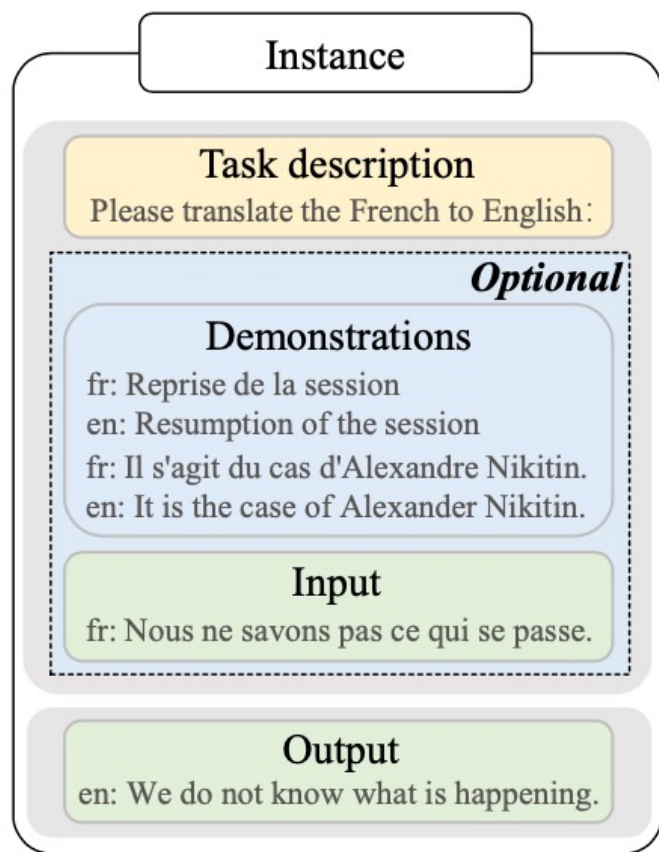 Instance
Task description
Please translate the French to English:
Optional
Demonstrations
fr: Reprise de la session
en: Resumption of the session
fr: Il s'agit du cas d'Alexandre Nikitin.
en: It is the case of Alexander Nikitin.
Input
fr: Nous ne savons pas ce qui se passe.
Output
en: We do not know what is happening.